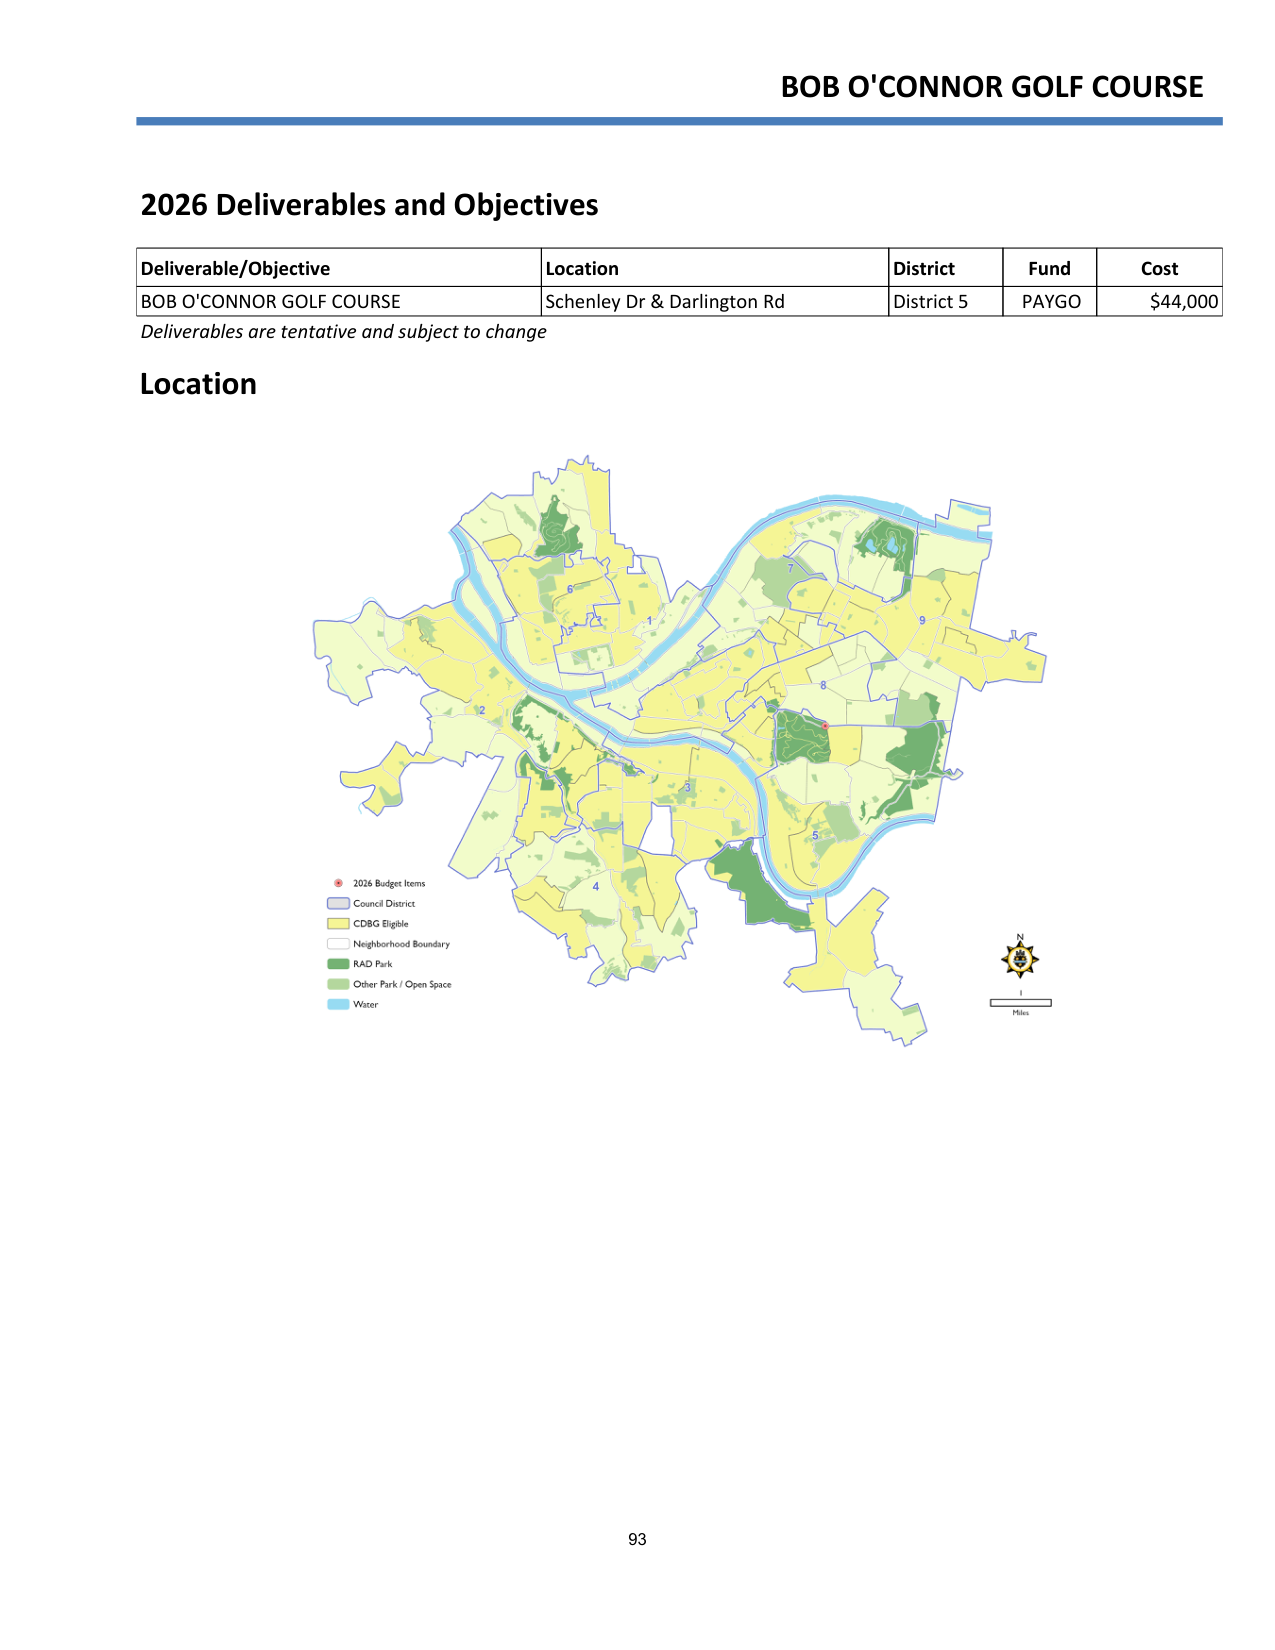 BOB O'CONNOR GOLF COURSE
2026 Deliverables and Objectives
Deliverable/Objective Location District Fund Cost
BOB O'CONNOR GOLF COURSE Schenley Dr & Darlington Rd District 5 PAYGO $44,000
Deliverables are tentative and subject to change
Location
7
6
1
9
8
2
3
5
4
2026 Budget Items
Council District
CDBG Eligible
Neighborhood Boundary
RAD Park
Other Park / Open Space
Water
N
1
Miles
93